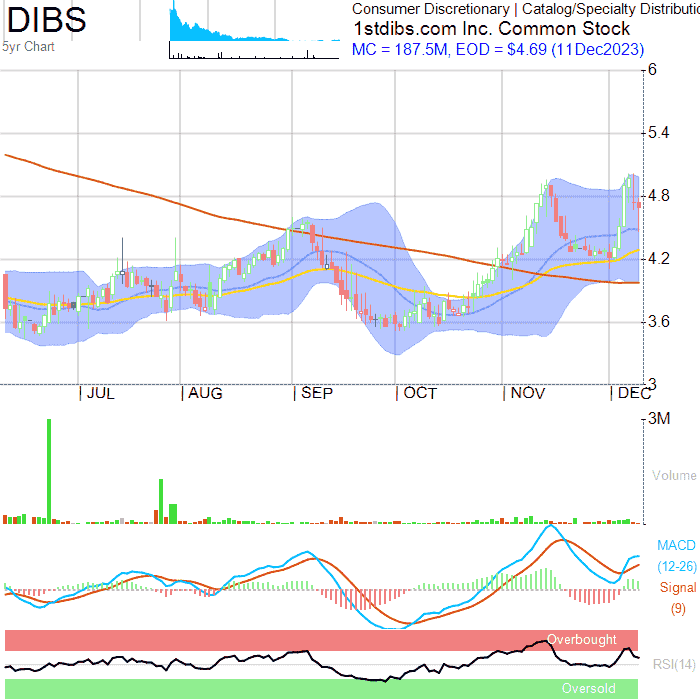 DIBS
5yr Chart
Consumer Discretionary | Catalog/Specialty Distributio
1stdibs.com Inc. Common Stock
MC = 187.5M, EOD = $4.69 (11Dec2023)
6
5.4
4.8
4.2
3.6
3
JUL AUG SEP OCT NOV DEC
3M
Volume
MACD
(12-26)
Signal
(9)
Overbought
RSI(14)
Oversold